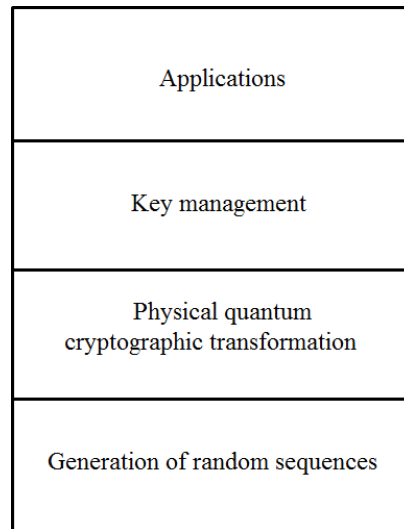 Applications
Key management
Physical quantum
cryptographic transformation
Generation of random sequences